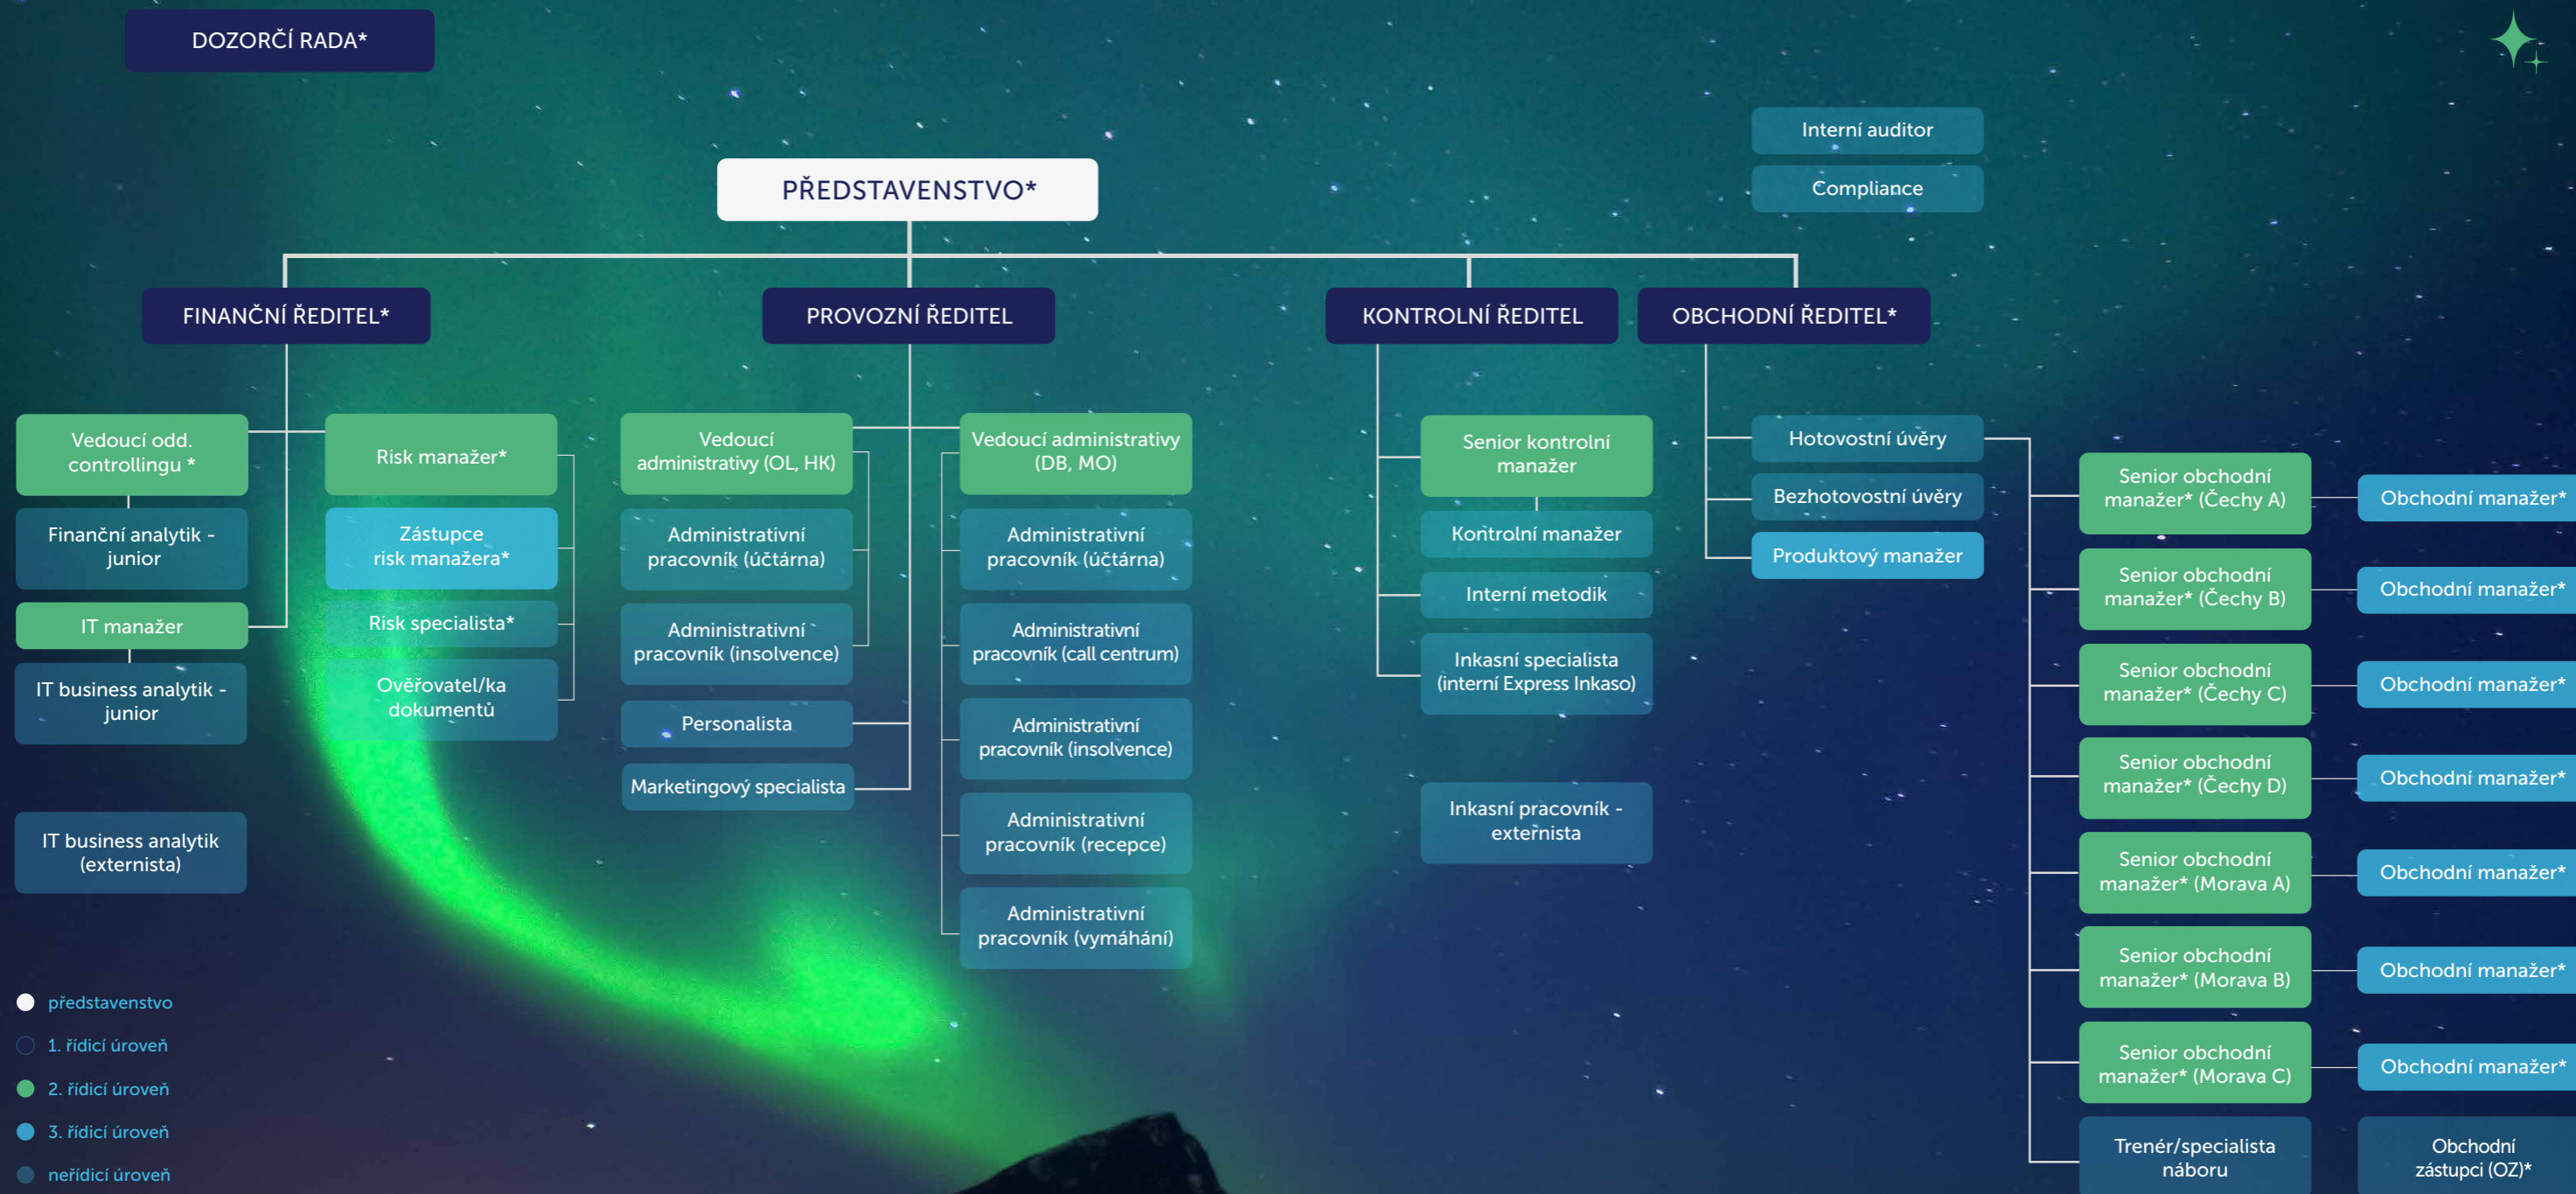 DOZORČÍ RADA*
Interní auditor
Compliance
PŘEDSTAVENSTVO*
FINANČNÍ ŘEDITEL*
PROVOZNÍ ŘEDITEL
KONTROLNÍ ŘEDITEL
OBCHODNÍ ŘEDITEL*
Vedoucí odd.
controllingu *
Finanční analytik -
junior
IT manažer
IT business analytik -
junior
IT business analytik
(externista)
Risk manažer*
Zástupce
risk manažera*
Risk specialista*
Ověřovatel/ka
dokumentů
Vedoucí
administrativy (OL, HK)
Administrativní
pracovník (účtárna)
Administrativní
pracovník (insolvence)
Personalista
Marketingový specialista
Vedoucí administrativy
(DB, MO)
Administrativní
pracovník (účtárna)
Administrativní
pracovník (call centrum)
Administrativní
pracovník (insolvence)
Administrativní
pracovník (recepce)
Administrativní
pracovník (vymáhání)
Senior kontrolní
manažer
Kontrolní manažer
Interní metodik
Inkasní specialista
(interní Express Inkaso)
Inkasní pracovník -
externista
Hotovostní úvěry
Bezhotovostní úvěry
Produktový manažer
Senior obchodní
manažer* (Čechy A)
Obchodní manažer*
Senior obchodní
manažer* (Čechy B)
Obchodní manažer*
Senior obchodní
manažer* (Čechy C)
Obchodní manažer*
Senior obchodní
manažer* (Čechy D)
Obchodní manažer*
Senior obchodní
manažer* (Morava A)
Obchodní manažer*
Senior obchodní
manažer* (Morava B)
Obchodní manažer*
Senior obchodní
manažer* (Morava C)
Obchodní manažer*
Trenér/specialista
náboru
Obchodní
zástupci (OZ)*
představenstvo
1. řídicí úroveň
2. řídicí úroveň
3. řídicí úroveň
neřídicí úroveň